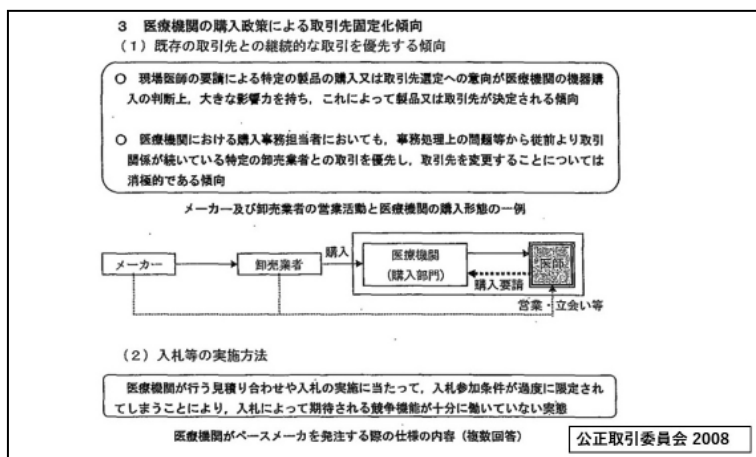 3 医療機関の購入政策による取引先固定化傾向
(1)既存の取引先との継続的な取引を優先する傾向
○ 現場医師の要請による特定の製品の購入又は取引先選定への意向が医療機関の機器購
入の判断上,大きな影響力を持ち,これによって製品又は取引先が決定される傾向
○ 医療機関における購入事務担当者においても,事務処理上の問題等から従前より取引
関係が続いている特定の卸売業者との取引を優先し,取引先を変更することについては
消極的である傾向
メーカー及び卸売業者の営業活動と医療機関の購入形態の一例
メーカー
卸売業者
購入
医療機関
(購入部門)
医師
購入要請
営業・立会い等
(2)入札等の実施方法
医療機関が行う見積り合わせや入札の実施に当たって,入札参加条件が過度に限定され
てしまうことにより,入札によって期待される競争機能が十分に働いていない実態
医療機関がペースメーカを発注する際の仕様の内容(複数回答)
公正取引委員会 2008